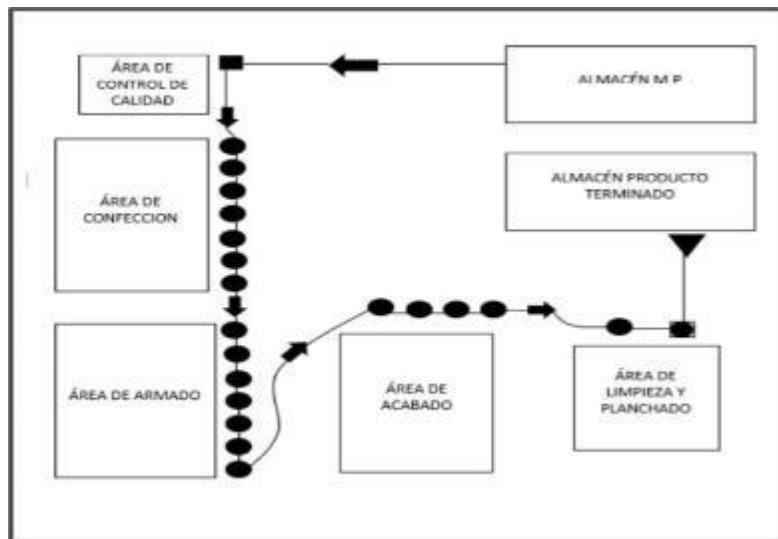 ÁREA DE
CONTROL DE
CALIDAD
ALMACÉN M.P
ÁREA DE
CONFECCION
ALMACÉN PRODUCTO
TERMINADO
ÁREA DE ARMADO
ÁREA DE
ACABADO
ÁREA DE
LIMPIEZA Y
PLANCHADO